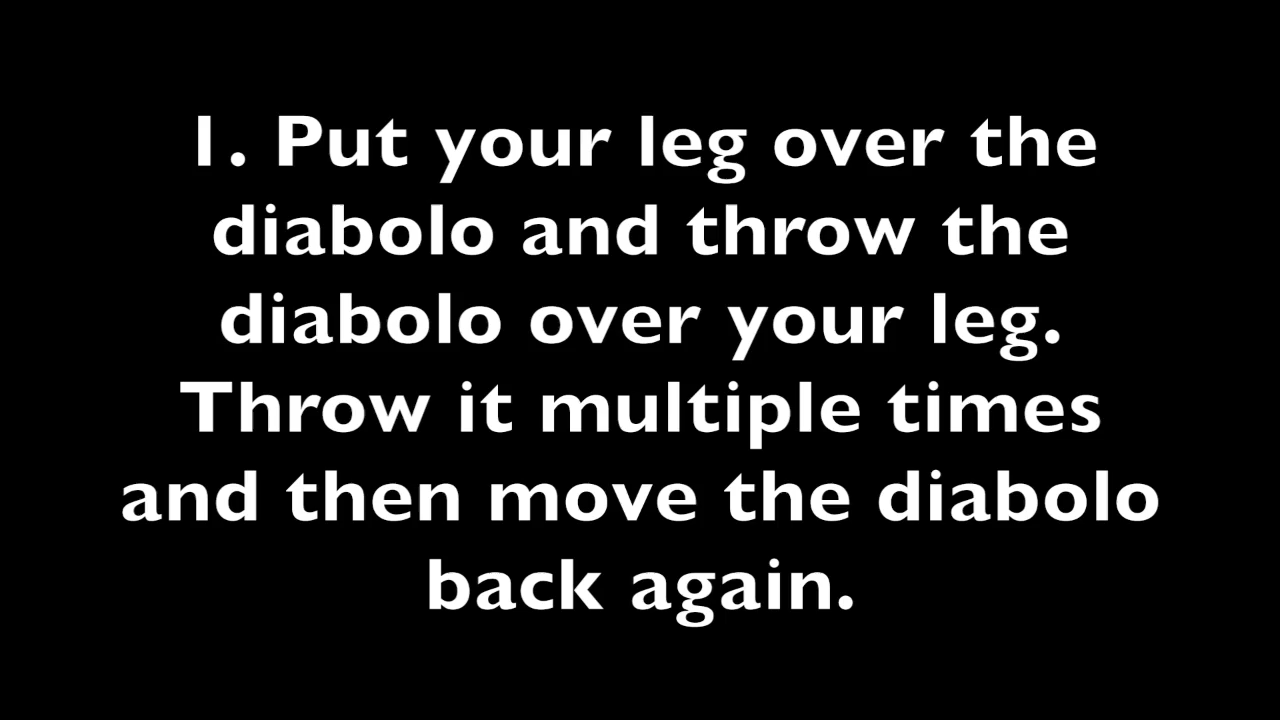 1. Put your leg over the
diabolo and throw the
diabolo over your leg.
Throw it multiple times
and then move the diabolo
back again.